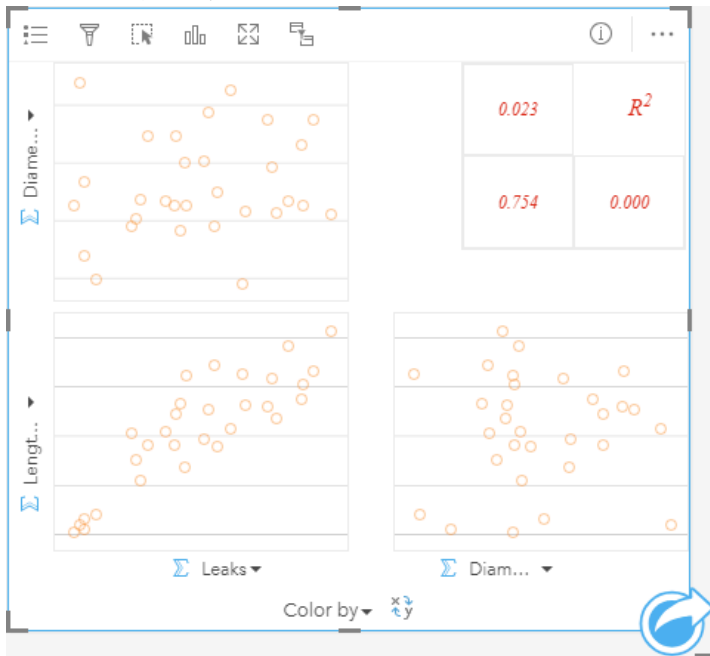 Diame...
0.023 R²
0.754 0.000
Lengt...
Leaks Diam...
Color by x y